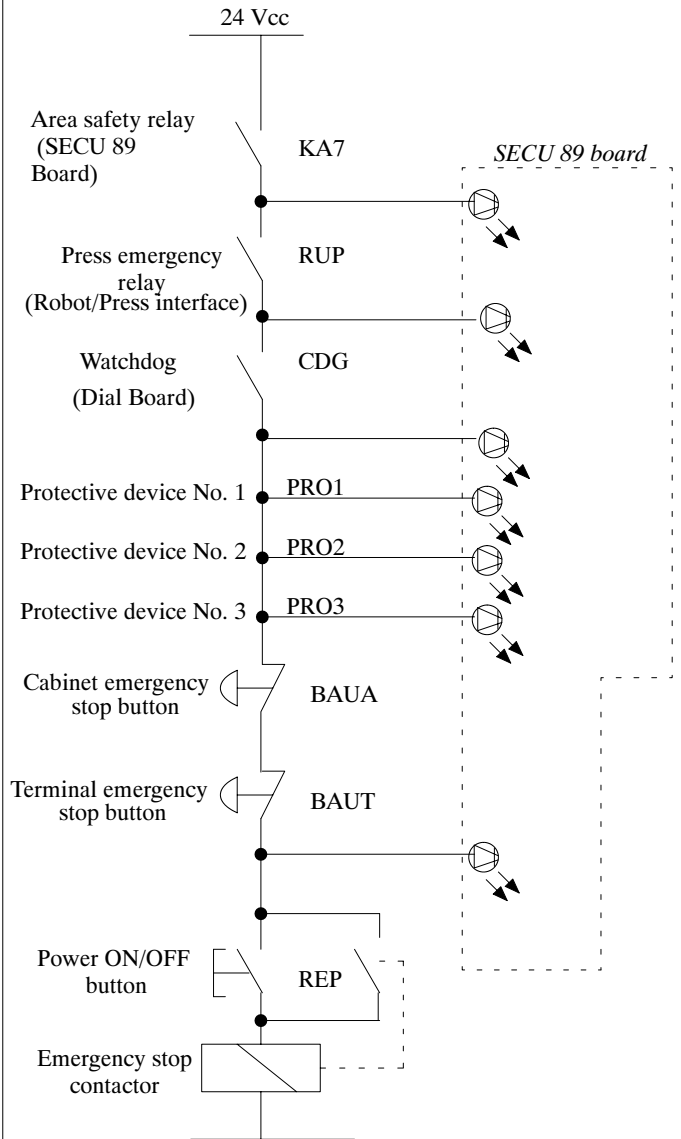 24 Vcc
Area safety relay
(SECU 89
Board)
KA7
SECU 89 board
Press emergency
relay
(Robot/Press interface)
RUP
Watchdog
(Dial Board)
CDG
Protective device No. 1
PRO1
Protective device No. 2
PRO2
Protective device No. 3
PRO3
Cabinet emergency
stop button
BAUA
Terminal emergency
stop button
BAUT
Power ON/OFF
button
REP
Emergency stop
contactor